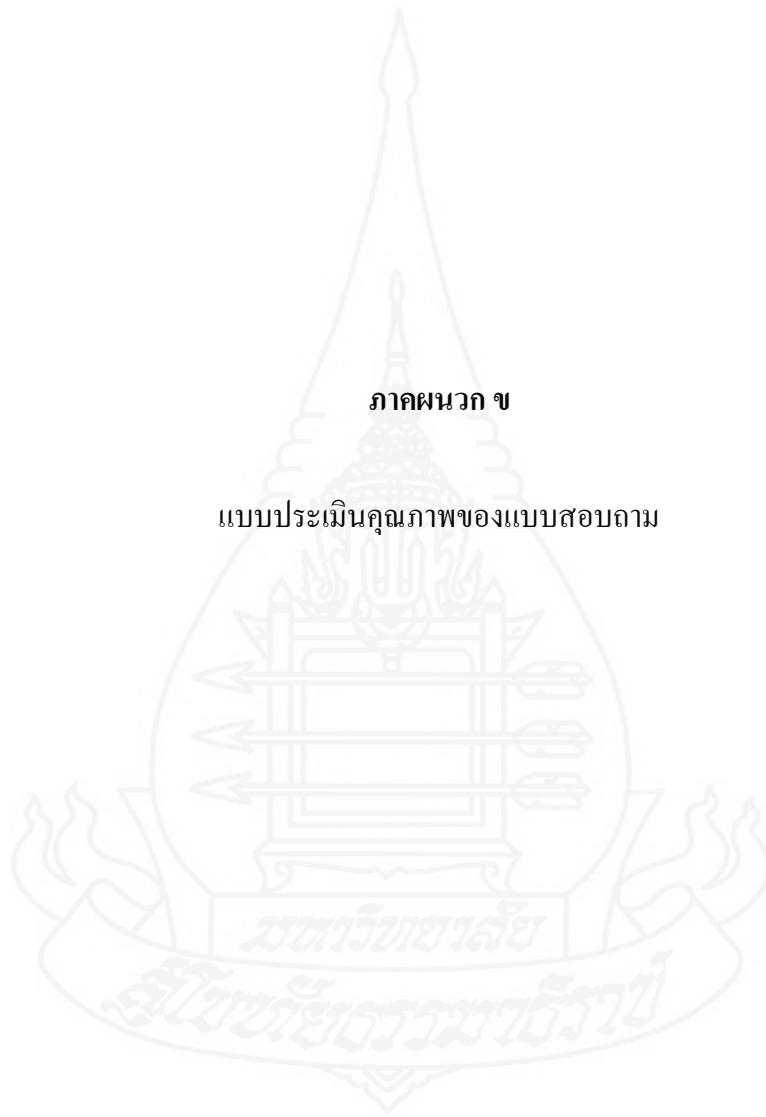 ภาคผนวก ข
แบบประเมินคุณภาพของแบบสอบถาม
มหาวิทยาลัย
สุโขทัยธรรมาธิราช